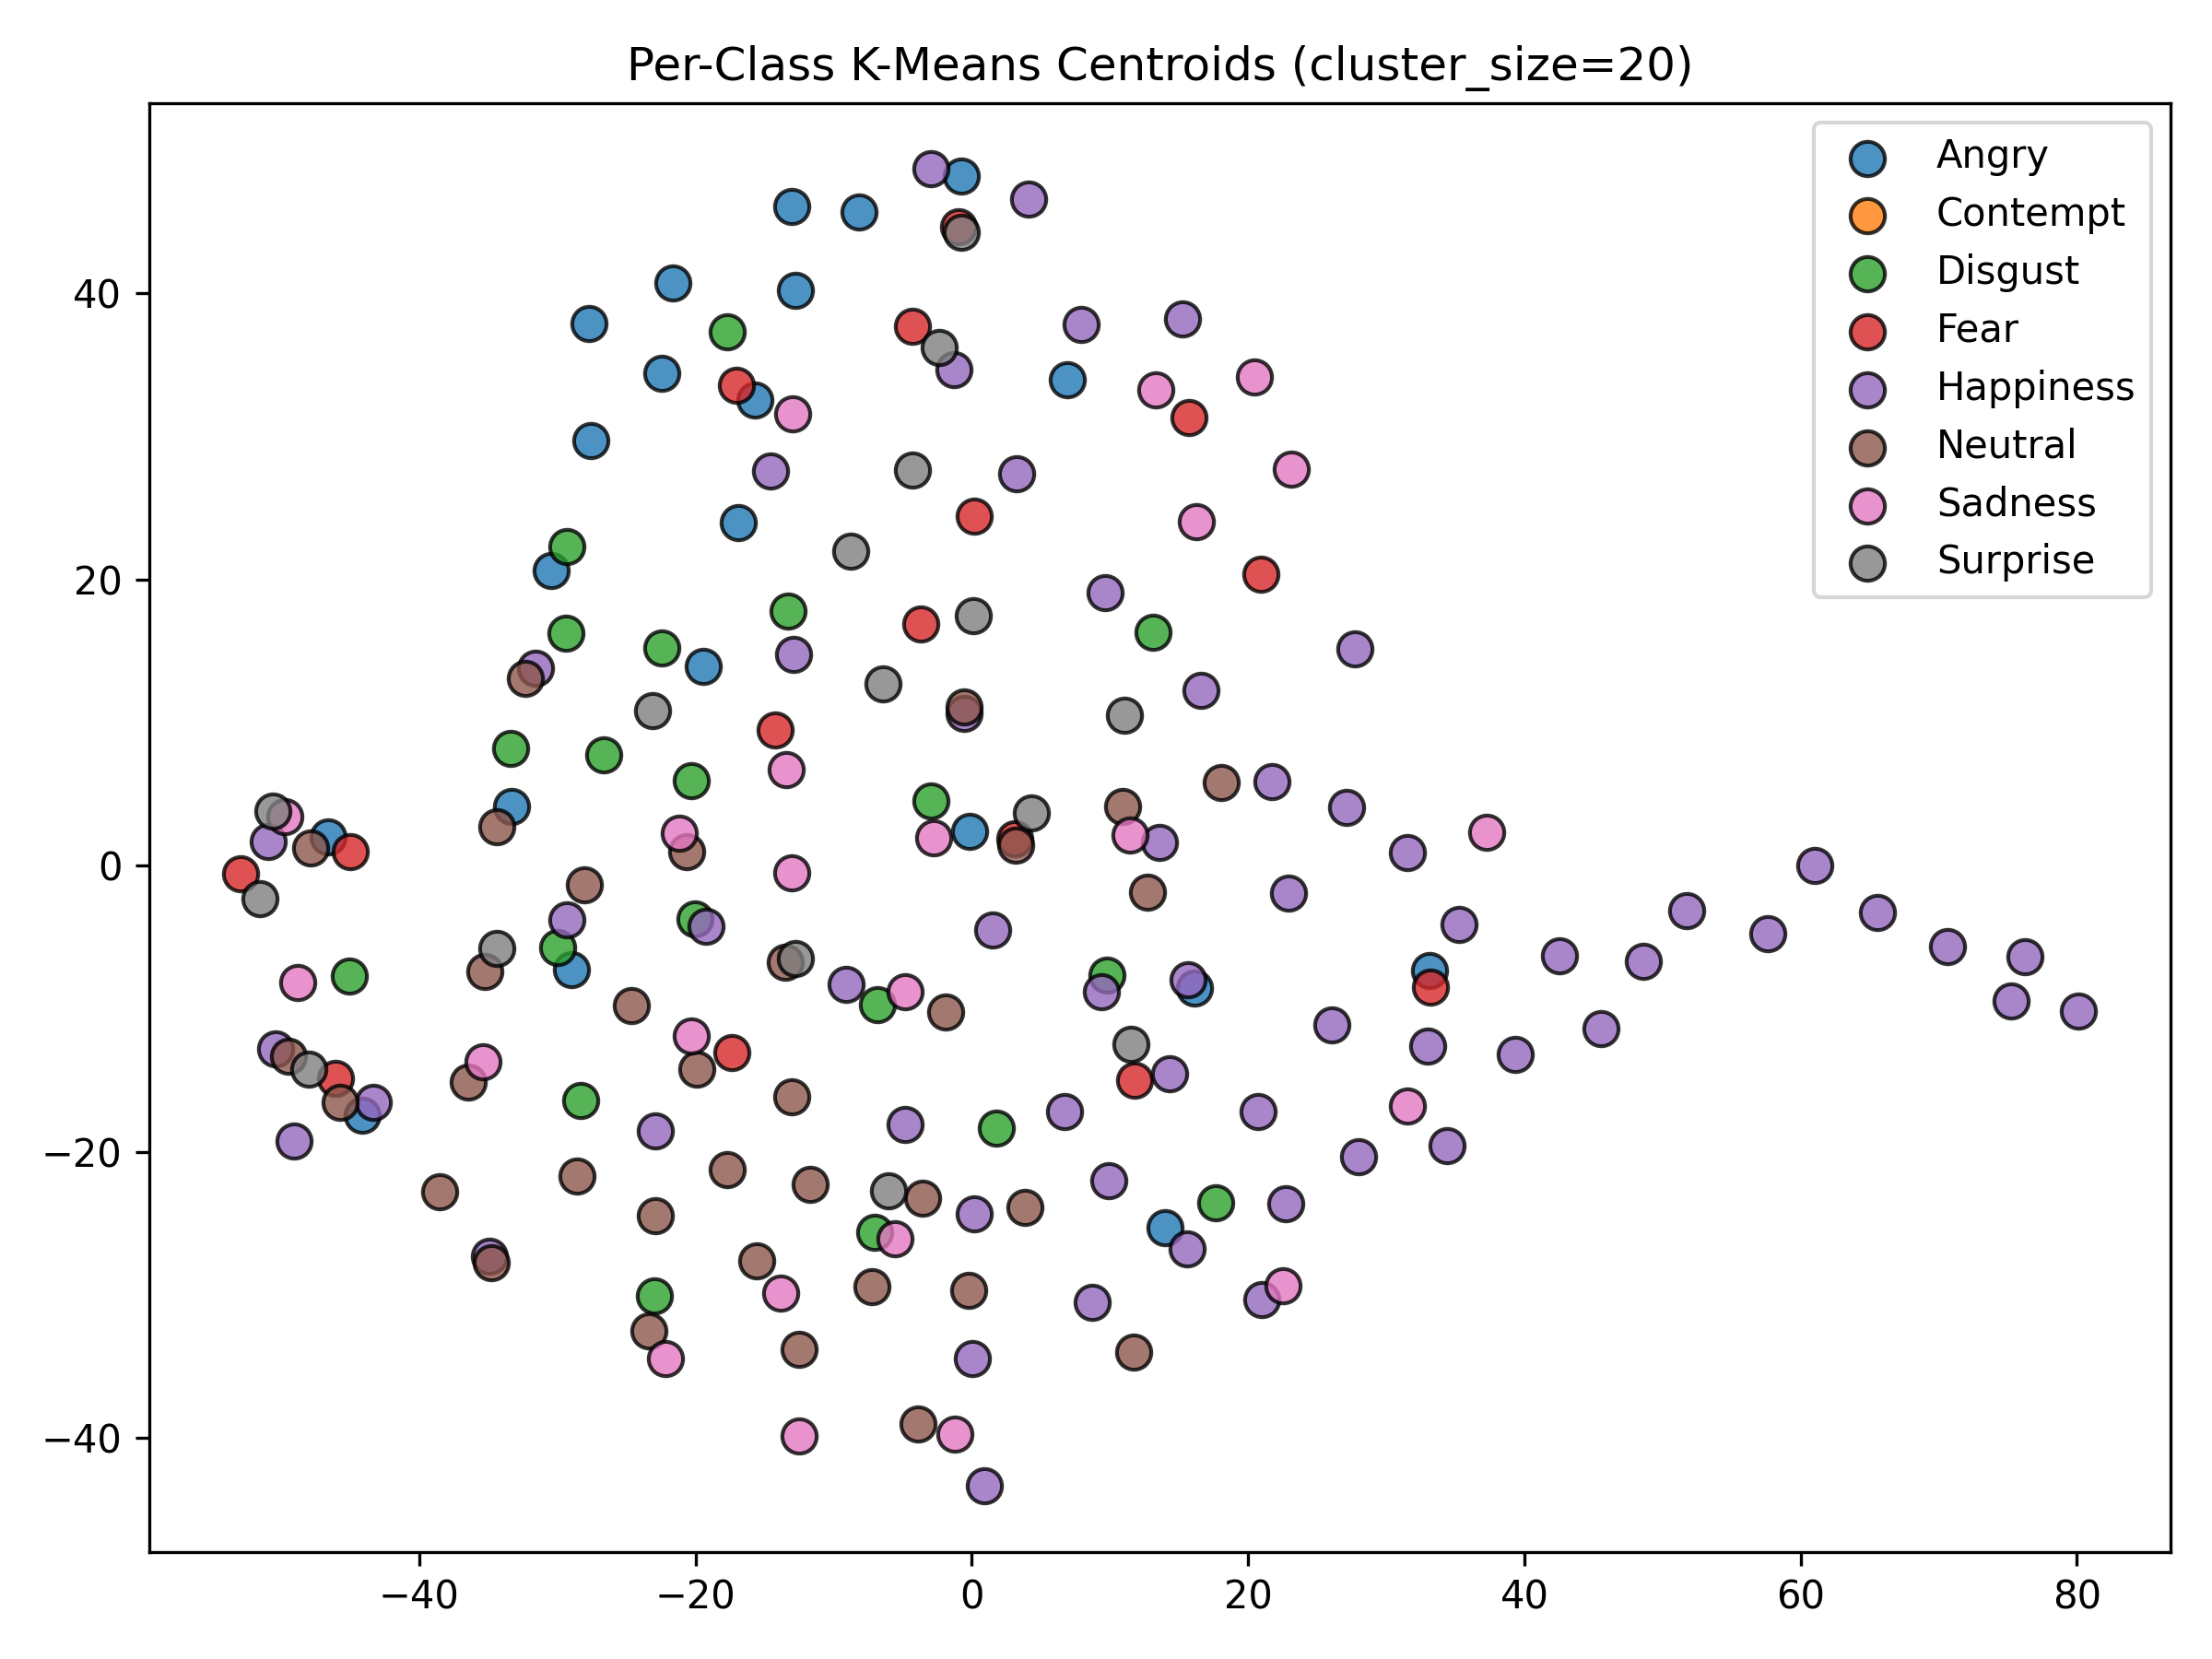 Per-Class K-Means Centroids (cluster_size=20)
Angry
Contempt
Disgust
Fear
Happiness
Neutral
Sadness
Surprise
40
20
0
−20
−40
−40 −20 0 20 40 60 80